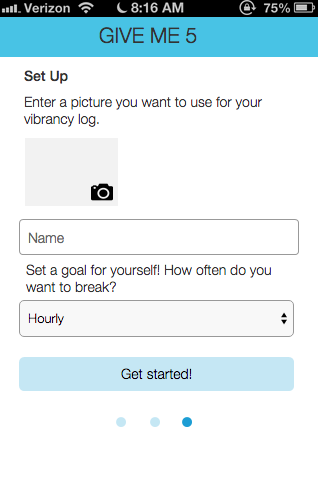 Verizon 8:16 AM 75%
GIVE ME 5
Set Up
Enter a picture you want to use for your
vibrancy log.
Name
Set a goal for yourself! How often do you
want to break?
Hourly
Get started!